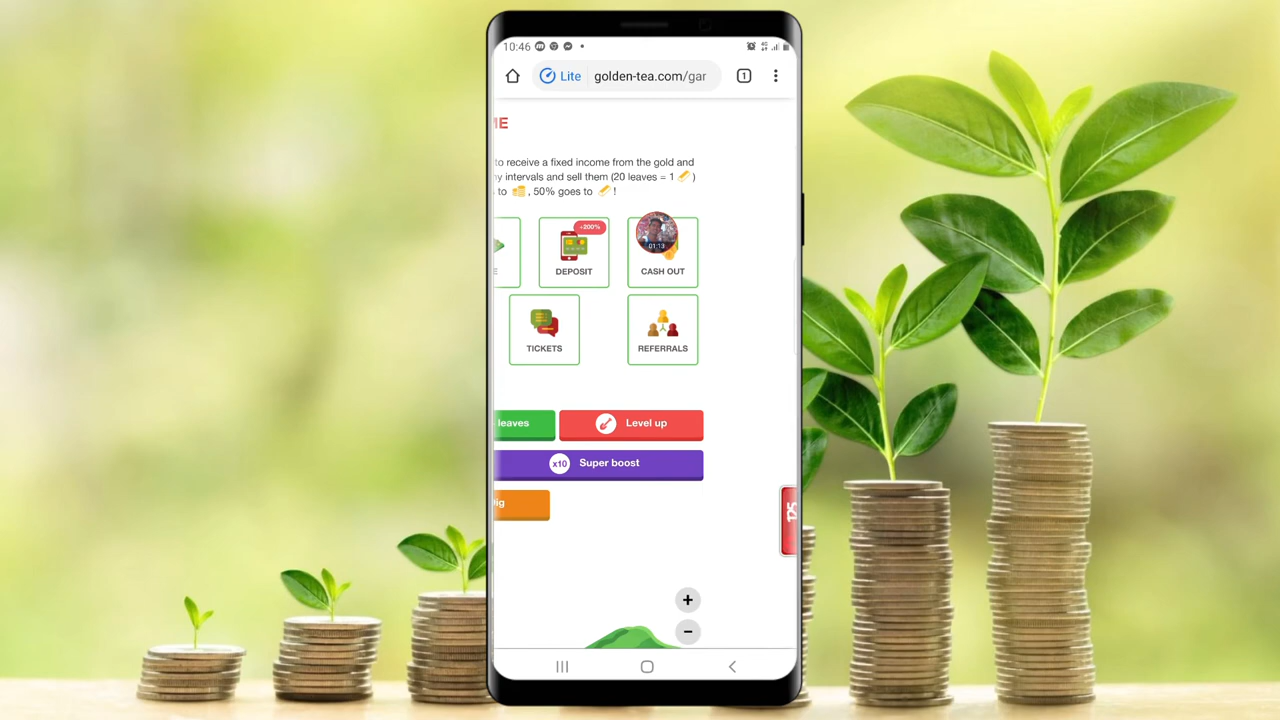 10:46
Lite golden-tea.com/gar
1
to receive a fixed income from the gold and
intervals and sell them (20 leaves = 1 )
to , 50% goes to !
+200%
01:13
DEPOSIT
CASH OUT
TICKETS
REFERRALS
leaves
Level up
x10 Super boost
+
−